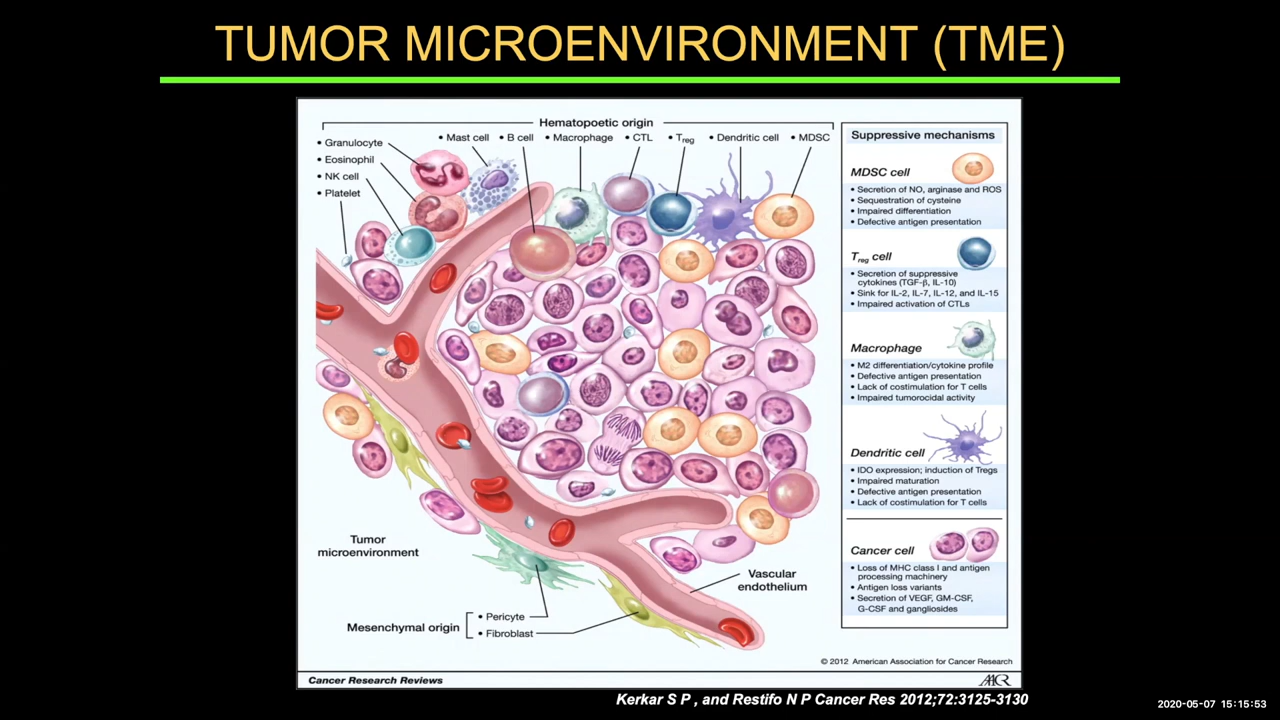 TUMOR MICROENVIRONMENT (TME)
Hematopoetic origin
• Granulocyte
• Eosinophil
• NK cell
• Platelet
• Mast cell • B cell • Macrophage • CTL • Treg • Dendritic cell • MDSC
Tumor
microenvironment
Vascular
endothelium
Mesenchymal origin
• Pericyte
• Fibroblast
Suppressive mechanisms
MDSC cell
• Secretion of NO, arginase and ROS
• Sequestration of cysteine
• Impaired differentiation
• Defective antigen presentation
Treg cell
• Secretion of suppressive
cytokines (TGF-β, IL-10)
• Sink for IL-2, IL-7, IL-12, and IL-15
• Impaired activation of CTLs
Macrophage
• M2 differentiation/cytokine profile
• Defective antigen presentation
• Lack of costimulation for T cells
• Impaired tumorocidal activity
Dendritic cell
• IDO expression; induction of Tregs
• Impaired maturation
• Defective antigen presentation
• Lack of costimulation for T cells
Cancer cell
• Loss of MHC class I and antigen
processing machinery
• Antigen loss variants
• Secretion of VEGF, GM-CSF,
G-CSF and gangliosides
© 2012 American Association for Cancer Research
Cancer Research Reviews
AACR
Kerkar S P , and Restifo N P Cancer Res 2012;72:3125-3130
2020-05-07 15:15:53